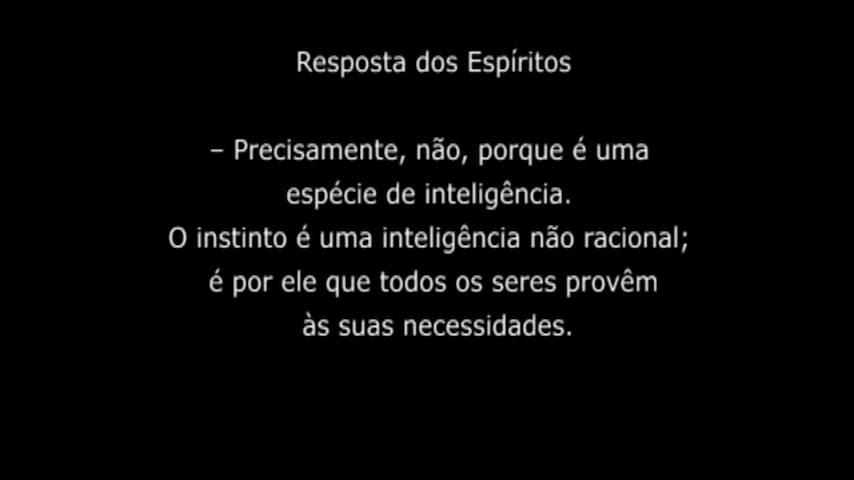 Resposta dos Espíritos
– Precisamente, não, porque é uma
espécie de inteligência.
O instinto é uma inteligência não racional;
é por ele que todos os seres provêm
às suas necessidades.